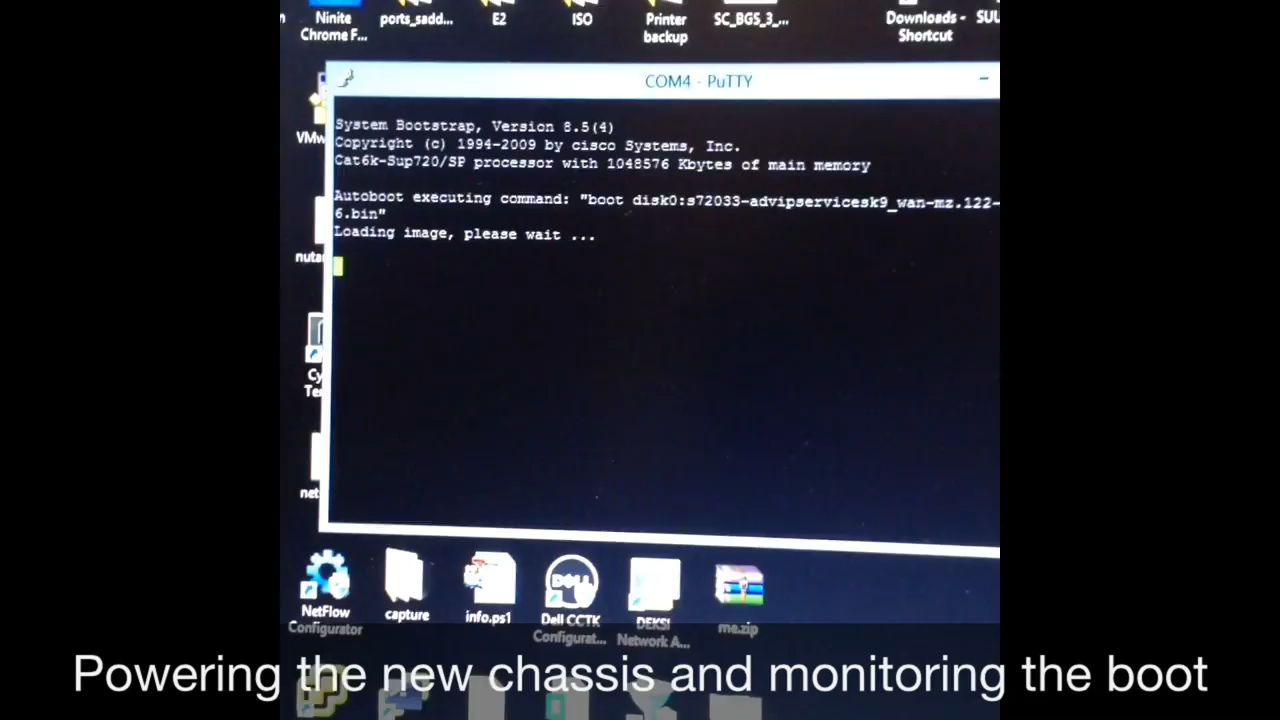 Ninite
Chrome F...
ports_sadd...
E2
ISO
Printer
backup
SC_BGS_3_...
Downloads -
Shortcut
COM4 - PuTTY
System Bootstrap, Version 8.5(4)
Copyright (c) 1994-2009 by cisco Systems, Inc.
Cat6k-Sup720/SP processor with 1048576 Kbytes of main memory
Autoboot executing command: "boot disk0:s72033-advipservicesk9_wan-mz.122-
6.bin"
Loading image, please wait ...
NetFlow
Configurator
capture
info.ps1
DELL
Dell CCTK
Configurat...
DEKSI
Network A...
me.zip
Powering the new chassis and monitoring the boot